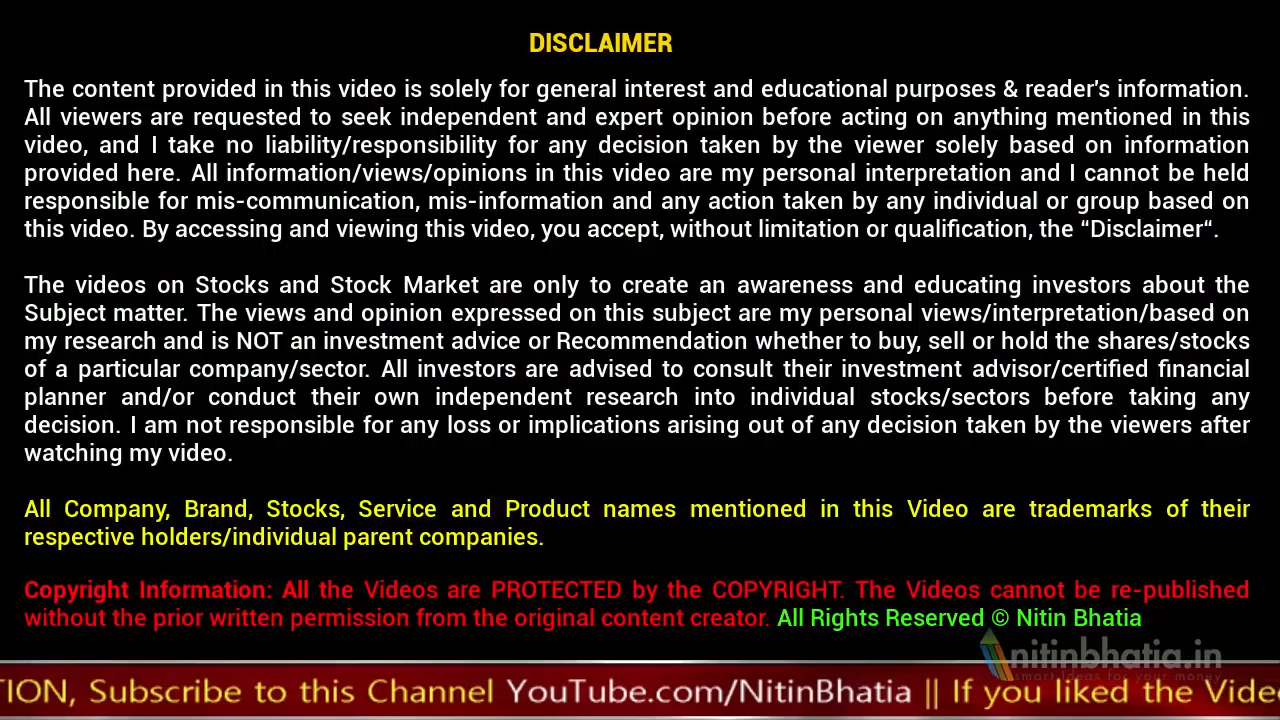 DISCLAIMER
The content provided in this video is solely for general interest and educational purposes & reader's information.
All viewers are requested to seek independent and expert opinion before acting on anything mentioned in this
video, and I take no liability/responsibility for any decision taken by the viewer solely based on information
provided here. All information/views/opinions in this video are my personal interpretation and I cannot be held
responsible for mis-communication, mis-information and any action taken by any individual or group based on
this video. By accessing and viewing this video, you accept, without limitation or qualification, the “Disclaimer“.
The videos on Stocks and Stock Market are only to create an awareness and educating investors about the
Subject matter. The views and opinion expressed on this subject are my personal views/interpretation/based on
my research and is NOT an investment advice or Recommendation whether to buy, sell or hold the shares/stocks
of a particular company/sector. All investors are advised to consult their investment advisor/certified financial
planner and/or conduct their own independent research into individual stocks/sectors before taking any
decision. I am not responsible for any loss or implications arising out of any decision taken by the viewers after
watching my video.
All Company, Brand, Stocks, Service and Product names mentioned in this Video are trademarks of their
respective holders/individual parent companies.
Copyright Information: All the Videos are PROTECTED by the COPYRIGHT. The Videos cannot be re-published
without the prior written permission from the original content creator. All Rights Reserved © Nitin Bhatia
nitinbhatia.in
smart ideas for your money
TION, Subscribe to this Channel YouTube.com/NitinBhatia || If you liked the Vide